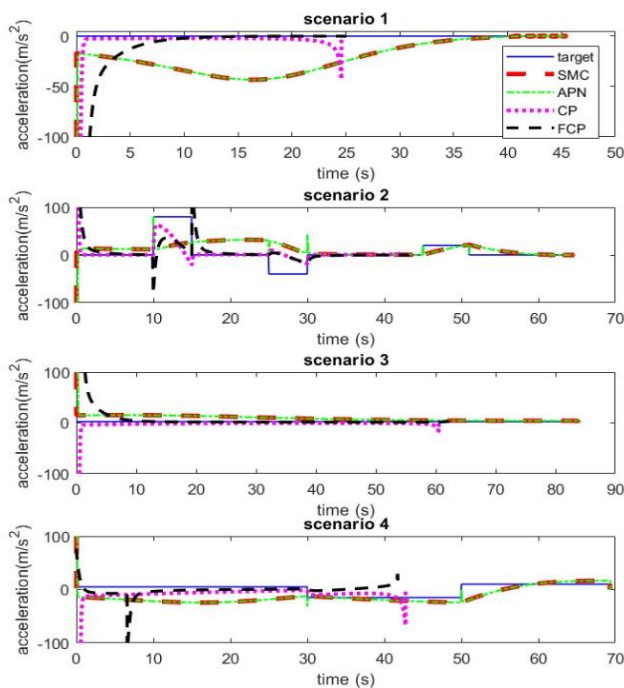 scenario 1
acceleration(m/s²)
0
-50
-100
target
SMC
APN
CP
FCP
0 5 10 15 20 25 30 35 40 45 50
time (s)
scenario 2
acceleration(m/s²)
100
0
-100
0 10 20 30 40 50 60 70
time (s)
scenario 3
acceleration(m/s²)
100
0
-100
0 10 20 30 40 50 60 70 80 90
time (s)
scenario 4
acceleration(m/s²)
100
0
-100
0 10 20 30 40 50 60 70
time (s)